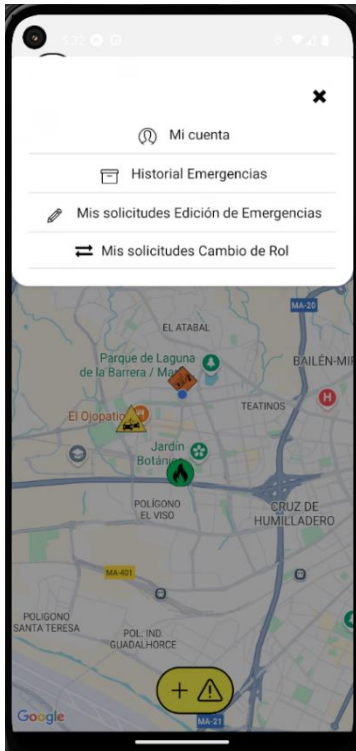 Mi cuenta
Historial Emergencias
Mis solicitudes Edición de Emergencias
Mis solicitudes Cambio de Rol
MA-20
EL ATABAL
Parque de Laguna
de la Barrera / Ma
BAILÉN-MI
TEATINOS
H
El Ojopatio
Jardín
Botánic
POLÍGONO
EL VISO
CRUZ DE
HUMILLADERO
MA-401
POLIGONO
SANTA TERESA
POL. IND.
GUADALHORCE
+
Google
MA-21